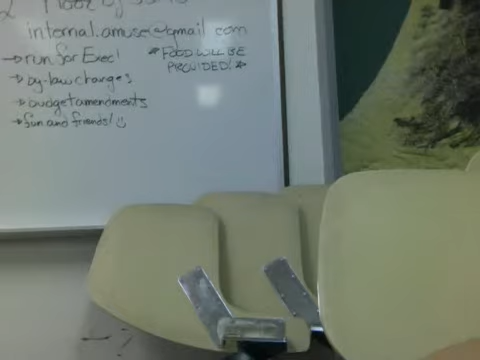 internal.amuse@gmail.com
→run for Exec!
*FOOD WILL BE
PROVIDED!*
→by-law changes
→budget amendments
→fun and friends!☺